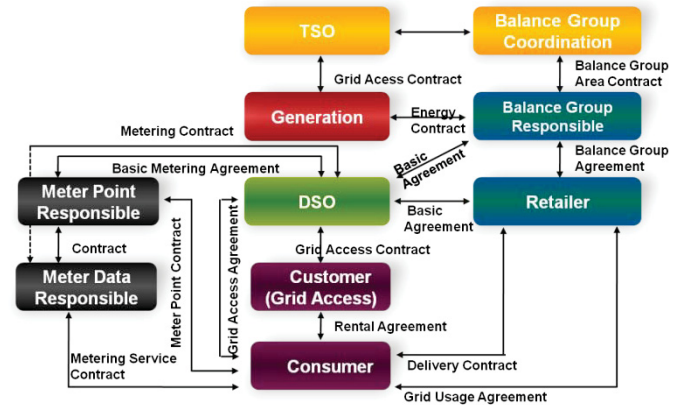 TSO
Balance Group
Coordination
Grid Acess Contract
Balance Group
Area Contract
Generation
Energy
Contract
Balance Group
Responsible
Metering Contract
Basic Metering Agreement
Basic
Agreement
Balance Group
Agreement
Meter Point
Responsible
DSO
Basic
Agreement
Retailer
Contract
Meter Point Contract
Grid Access Agreement
Grid Access Contract
Meter Data
Responsible
Customer
(Grid Access)
Rental Agreement
Metering Service
Contract
Consumer
Delivery Contract
Grid Usage Agreement